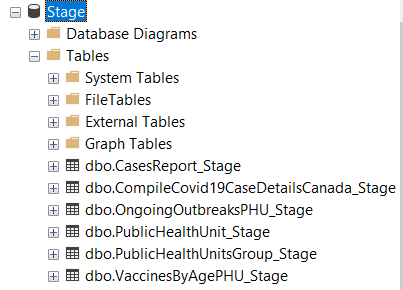 Stage
Database Diagrams
Tables
System Tables
FileTables
External Tables
Graph Tables
dbo.CasesReport_Stage
dbo.CompileCovid19CaseDetailsCanada_Stage
dbo.OngoingOutbreaksPHU_Stage
dbo.PublicHealthUnit_Stage
dbo.PublicHealthUnitsGroup_Stage
dbo.VaccinesByAgePHU_Stage